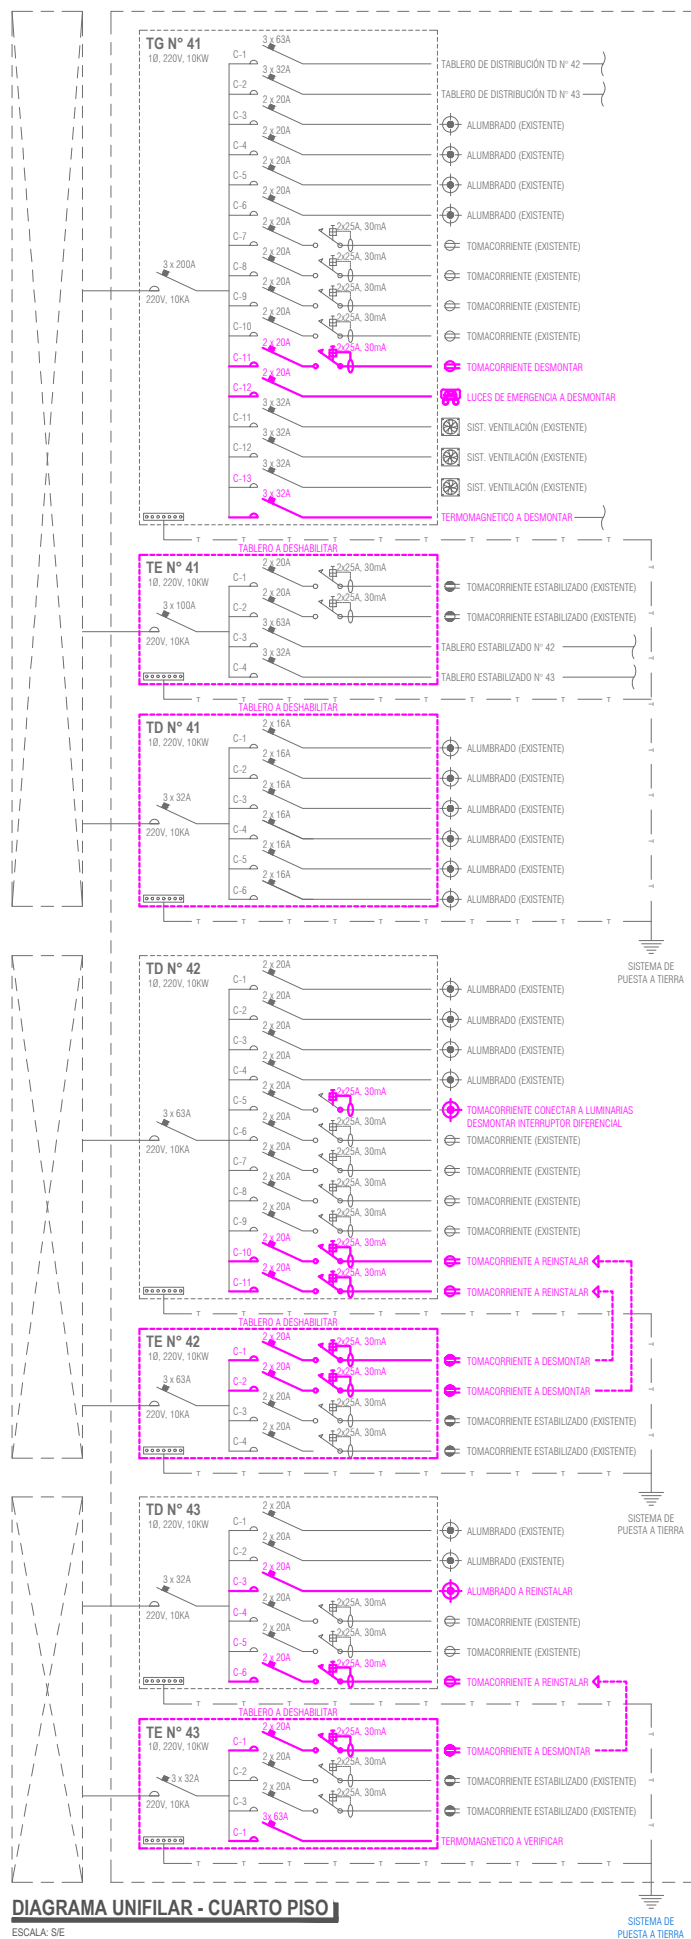 TG N° 41
1Ø, 220V, 10KW
3 x 200A
220V, 10KA
C-1 3 x 63A TABLERO DE DISTRIBUCIÓN TD N° 42
C-2 3 x 32A TABLERO DE DISTRIBUCIÓN TD N° 43
C-3 2 x 20A ALUMBRADO (EXISTENTE)
C-4 2 x 20A ALUMBRADO (EXISTENTE)
C-5 2 x 20A ALUMBRADO (EXISTENTE)
C-6 2 x 20A ALUMBRADO (EXISTENTE)
C-7 2 x 20A 2x25A, 30mA TOMACORRIENTE (EXISTENTE)
C-8 2 x 20A 2x25A, 30mA TOMACORRIENTE (EXISTENTE)
C-9 2 x 20A 2x25A, 30mA TOMACORRIENTE (EXISTENTE)
C-10 2 x 20A 2x25A, 30mA TOMACORRIENTE (EXISTENTE)
C-11 2 x 20A 2x25A, 30mA TOMACORRIENTE DESMONTAR
C-12 2 x 20A LUCES DE EMERGENCIA A DESMONTAR
C-11 3 x 32A SIST. VENTILACIÓN (EXISTENTE)
C-12 3 x 32A SIST. VENTILACIÓN (EXISTENTE)
C-13 3 x 32A SIST. VENTILACIÓN (EXISTENTE)
3 x 32A TERMOMAGNETICO A DESMONTAR
T T T T T T T T
TABLERO A DESHABILITAR
TE N° 41
1Ø, 220V, 10KW
3 x 100A
220V, 10KA
C-1 2 x 20A 2x25A, 30mA TOMACORRIENTE ESTABILIZADO (EXISTENTE)
C-2 2 x 20A 2x25A, 30mA TOMACORRIENTE ESTABILIZADO (EXISTENTE)
C-3 3 x 63A TABLERO ESTABILIZADO N° 42
C-4 3 x 32A TABLERO ESTABILIZADO N° 43
T T T T T T T T
TABLERO A DESHABILITAR
TD N° 41
1Ø, 220V, 10KW
3 x 32A
220V, 10KA
C-1 2 x 16A ALUMBRADO (EXISTENTE)
C-2 2 x 16A ALUMBRADO (EXISTENTE)
C-3 2 x 16A ALUMBRADO (EXISTENTE)
C-4 2 x 16A ALUMBRADO (EXISTENTE)
C-5 2 x 16A ALUMBRADO (EXISTENTE)
C-6 2 x 16A ALUMBRADO (EXISTENTE)
T T T T T T T T
SISTEMA DE
PUESTA A TIERRA
TD N° 42
1Ø, 220V, 10KW
3 x 63A
220V, 10KA
C-1 2 x 20A ALUMBRADO (EXISTENTE)
C-2 2 x 20A ALUMBRADO (EXISTENTE)
C-3 2 x 20A ALUMBRADO (EXISTENTE)
C-4 2 x 20A ALUMBRADO (EXISTENTE)
C-5 2 x 20A 2x25A, 30mA TOMACORRIENTE CONECTAR A LUMINARIAS
DESMONTAR INTERRUPTOR DIFERENCIAL
C-6 2 x 20A 2x25A, 30mA TOMACORRIENTE (EXISTENTE)
C-7 2 x 20A 2x25A, 30mA TOMACORRIENTE (EXISTENTE)
C-8 2 x 20A 2x25A, 30mA TOMACORRIENTE (EXISTENTE)
C-9 2 x 20A 2x25A, 30mA TOMACORRIENTE (EXISTENTE)
C-10 2 x 20A 2x25A, 30mA TOMACORRIENTE A REINSTALAR
C-11 2 x 20A 2x25A, 30mA TOMACORRIENTE A REINSTALAR
T T T T T T T T
TABLERO A DESHABILITAR
TE N° 42
1Ø, 220V, 10KW
3 x 63A
220V, 10KA
C-1 2 x 20A 2x25A, 30mA TOMACORRIENTE A DESMONTAR
C-2 2 x 20A 2x25A, 30mA TOMACORRIENTE A DESMONTAR
C-3 2 x 20A 2x25A, 30mA TOMACORRIENTE ESTABILIZADO (EXISTENTE)
C-4 2 x 20A 2x25A, 30mA TOMACORRIENTE ESTABILIZADO (EXISTENTE)
T T T T T T T T
SISTEMA DE
PUESTA A TIERRA
TD N° 43
1Ø, 220V, 10KW
3 x 32A
220V, 10KA
C-1 2 x 20A ALUMBRADO (EXISTENTE)
C-2 2 x 20A ALUMBRADO (EXISTENTE)
C-3 2 x 20A ALUMBRADO A REINSTALAR
C-4 2 x 20A 2x25A, 30mA TOMACORRIENTE (EXISTENTE)
C-5 2 x 20A 2x25A, 30mA TOMACORRIENTE (EXISTENTE)
C-6 2 x 20A 2x25A, 30mA TOMACORRIENTE A REINSTALAR
T T T T T T T T
TABLERO A DESHABILITAR
TE N° 43
1Ø, 220V, 10KW
3 x 32A
220V, 10KA
C-1 2 x 20A 2x25A, 30mA TOMACORRIENTE A DESMONTAR
C-2 2 x 20A 2x25A, 30mA TOMACORRIENTE ESTABILIZADO (EXISTENTE)
C-3 2 x 20A 2x25A, 30mA TOMACORRIENTE ESTABILIZADO (EXISTENTE)
C-1 3x 63A TERMOMAGNETICO A VERIFICAR
T T T T T T T T
DIAGRAMA UNIFILAR - CUARTO PISO
ESCALA: S/E
SISTEMA DE
PUESTA A TIERRA